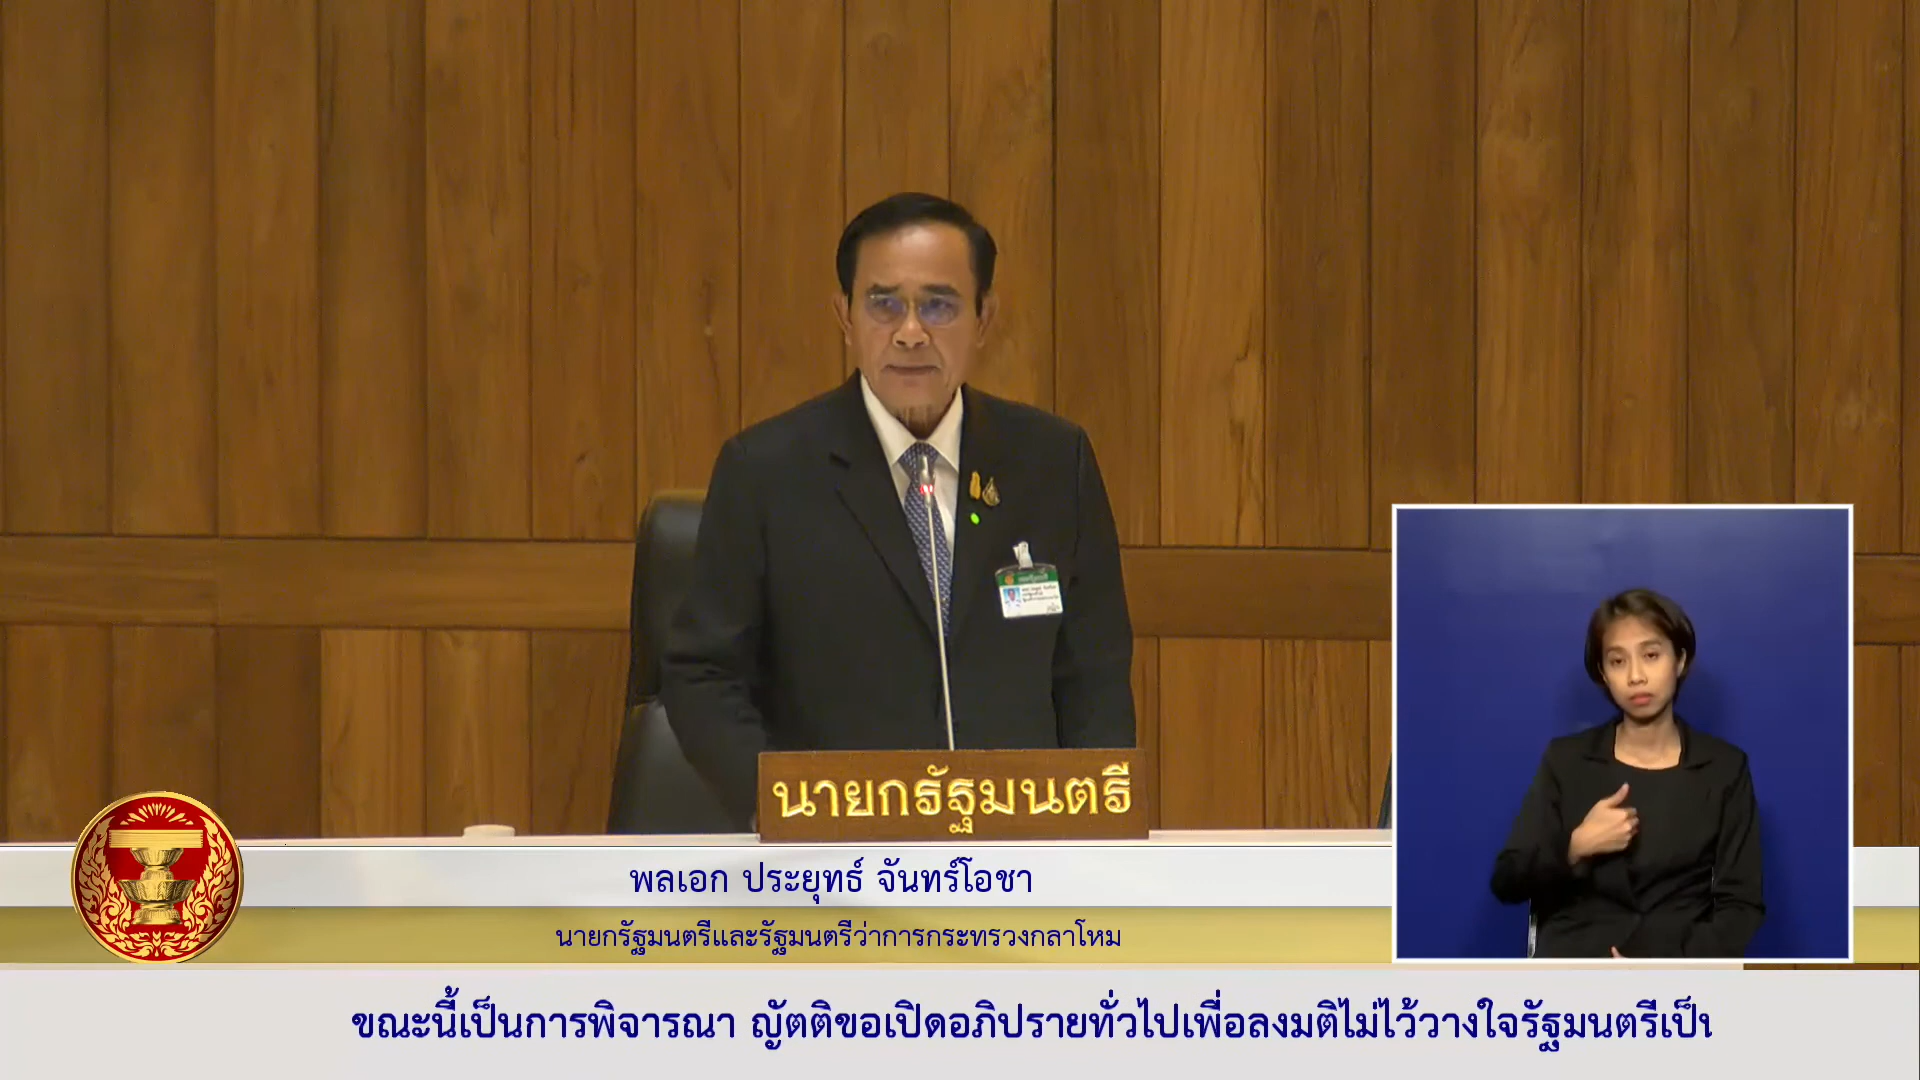 นายกรัฐมนตรี
พลเอก ประยุทธ์ จันทร์โอชา
นายกรัฐมนตรีและรัฐมนตรีว่าการกระทรวงกลาโหม
ขณะนี้เป็นการพิจารณา ญัตติขอเปิดอภิปรายทั่วไปเพื่อลงมติไม่ไว้วางใจรัฐมนตรีเป็น